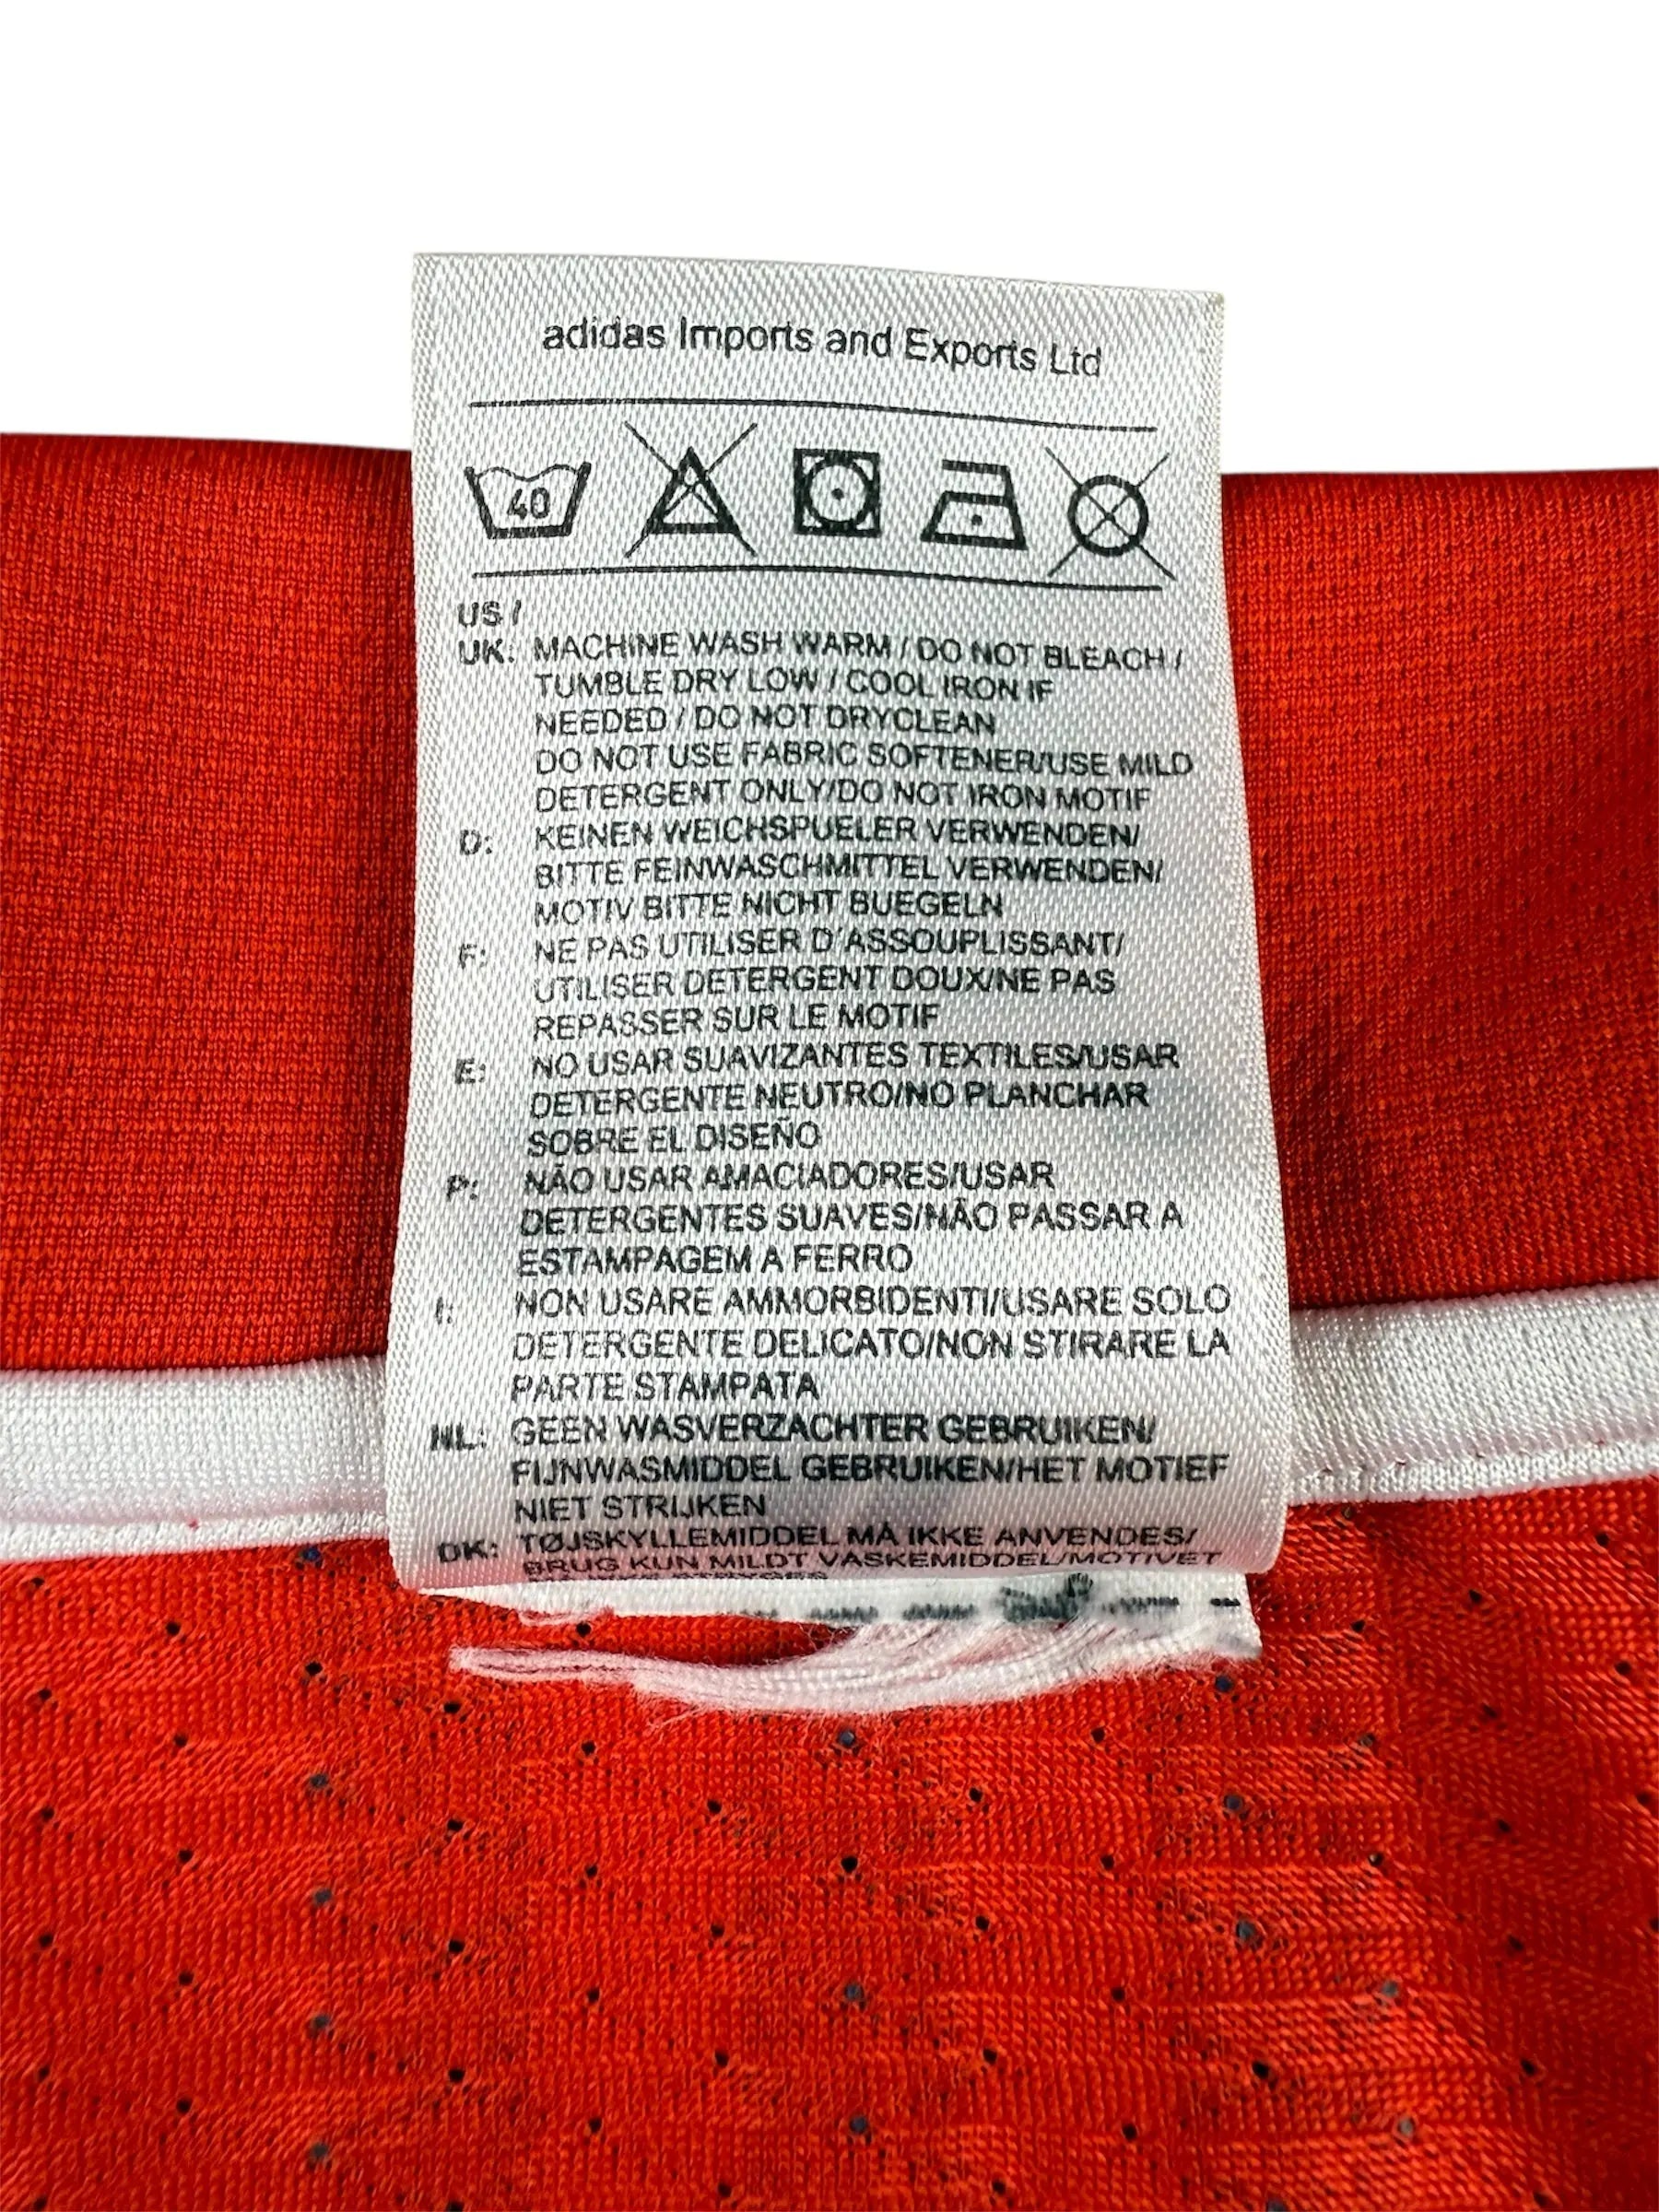 adidas Imports and Exports Ltd
40
US /
UK: MACHINE WASH WARM / DO NOT BLEACH /
TUMBLE DRY LOW / COOL IRON IF
NEEDED / DO NOT DRYCLEAN
DO NOT USE FABRIC SOFTENER/USE MILD
DETERGENT ONLY/DO NOT IRON MOTIF
D: KEINEN WEICHSPUELER VERWENDEN/
BITTE FEINWASCHMITTEL VERWENDEN/
MOTIV BITTE NICHT BUEGELN
F: NE PAS UTILISER D'ASSOUPLISSANT/
UTILISER DETERGENT DOUX/NE PAS
REPASSER SUR LE MOTIF
E: NO USAR SUAVIZANTES TEXTILES/USAR
DETERGENTE NEUTRO/NO PLANCHAR
SOBRE EL DISEÑO
P: NÃO USAR AMACIADORES/USAR
DETERGENTES SUAVES/NÃO PASSAR A
ESTAMPAGEM A FERRO
I: NON USARE AMMORBIDENTI/USARE SOLO
DETERGENTE DELICATO/NON STIRARE LA
PARTE STAMPATA
NL: GEEN WASVERZACHTER GEBRUIKEN/
FIJNWASMIDDEL GEBRUIKEN/HET MOTIEF
NIET STRIJKEN
DK: TØJSKYLLEMIDDEL MÅ IKKE ANVENDES/
BRUG KUN MILDT VASKEMIDDEL/MOTIVET